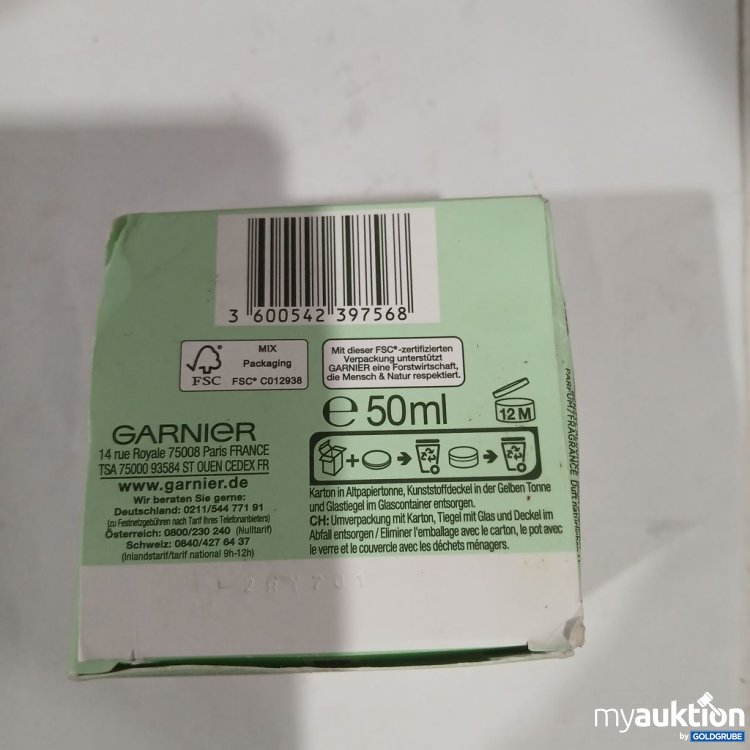 3 600542 397568
FSC
MIX
Packaging
FSC® C012938
Mit dieser FSC®-zertifizierten
Verpackung unterstützt
GARNIER eine Forstwirtschaft,
die Mensch & Natur respektiert.
℮ 50ml
12 M
GARNIER
14 rue Royale 75008 Paris FRANCE
TSA 75000 93584 ST OUEN CEDEX FR
www.garnier.de
Wir beraten Sie gerne:
Deutschland: 0211/544 771 91
(zu Festnetzgebühren nach Tarif Ihres Telefonanbieters)
Österreich: 0800/230 240 (Nulltarif)
Schweiz: 0840/427 64 37
(Inlandstarif/tarif national 9h-12h)
Karton in Altpapiertonne, Kunststoffdeckel in der Gelben Tonne
und Glastiegel im Glascontainer entsorgen.
CH: Umverpackung mit Karton, Tiegel mit Glas und Deckel im
Abfall entsorgen / Eliminer l'emballage avec le carton, le pot avec
le verre et le couvercle avec les déchets ménagers.
PARFUM/FRAGRANCE Duft
myauktion
by GOLDGRUBE